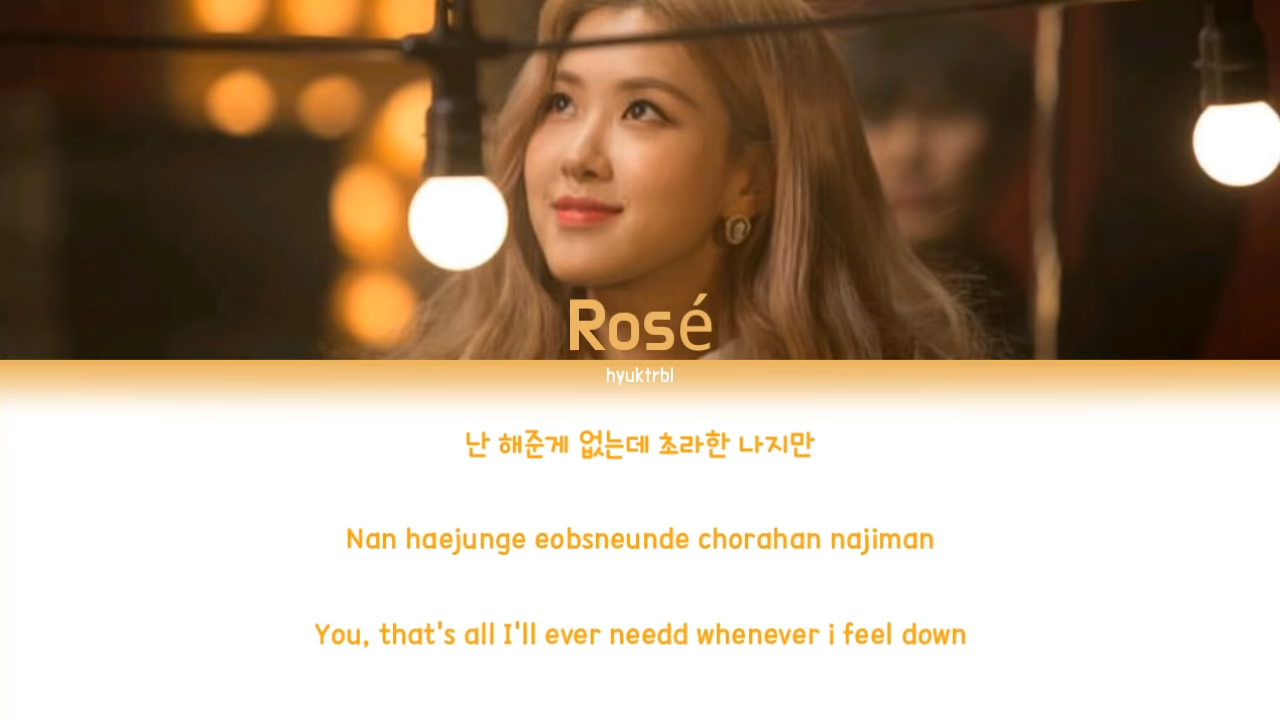 Rosé
hyuktrbl
난 해준게 없는데 초라한 나지만
Nan haejunge eobsneunde chorahan najiman
You, that's all I'll ever needd whenever i feel down